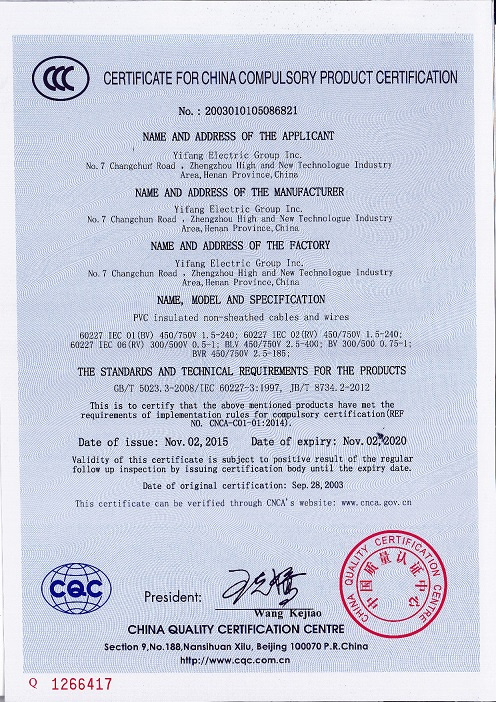 CERTIFICATE FOR CHINA COMPULSORY PRODUCT CERTIFICATION
No. : 2003010105086821
NAME AND ADDRESS OF THE APPLICANT
Yifang Electric Group Inc.
No. 7 Changchun Road , Zhengzhou High and New Technologue Industry
Area, Henan Province, China
NAME AND ADDRESS OF THE MANUFACTURER
Yifang Electric Group Inc.
No. 7 Changchun Road , Zhengzhou High and New Technologue Industry
Area, Henan Province, China
NAME AND ADDRESS OF THE FACTORY
Yifang Electric Group Inc.
No. 7 Changchun Road , Zhengzhou High and New Technologue Industry
Area, Henan Province, China
NAME, MODEL AND SPECIFICATION
PVC insulated non-sheathed cables and wires
60227 IEC 01(BV) 450/750V 1.5-240; 60227 IEC 02(RV) 450/750V 1.5-240;
60227 IEC 06(RV) 300/500V 0.5-1; BLV 450/750V 2.5-400; BV 300/500 0.75-1;
BVR 450/750V 2.5-185;
THE STANDARDS AND TECHNICAL REQUIREMENTS FOR THE PRODUCTS
GB/T 5023.3-2008/IEC 60227-3:1997, JB/T 8734.2-2012
This is to certify that the above mentioned products have met the
requirements of implementation rules for compulsory certification(REF
NO. CNCA-C01-01:2014).
Date of issue: Nov. 02, 2015 Date of expiry: Nov. 02, 2020
Validity of this certificate is subject to positive result of the regular
follow up inspection by issuing certification body until the expiry date.
Date of original certification: Sep. 28, 2003
This certificate can be verified through CNCA's website: www.cnca.gov.cn
CQC
President:
Wang Kejiao
CHINA QUALITY CERTIFICATION CENTRE
中国质量认证中心
CHINA QUALITY CERTIFICATION CENTRE
Section 9, No.188, Nansihuan Xilu, Beijing 100070 P.R.China
http://www.cqc.com.cn
Q 1266417